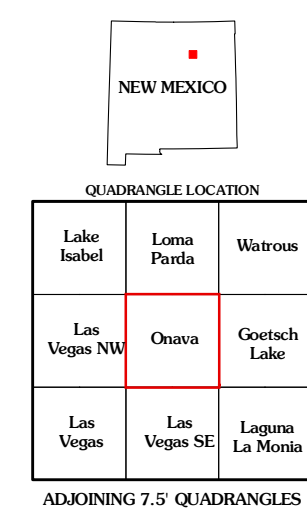 NEW MEXICO
QUADRANGLE LOCATION
Lake
Isabel
Loma
Parda
Watrous
Las
Vegas NW
Onava
Goetsch
Lake
Las
Vegas
Las
Vegas SE
Laguna
La Monia
ADJOINING 7.5' QUADRANGLES